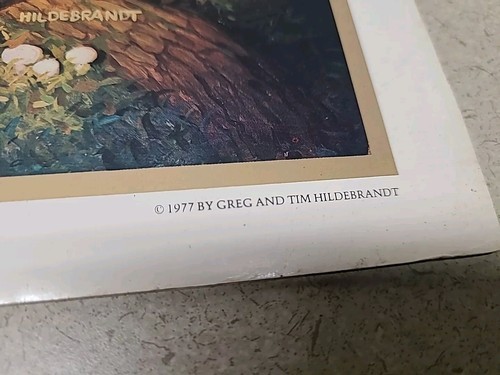 HILDEBRANDT
© 1977 BY GREG AND TIM HILDEBRANDT